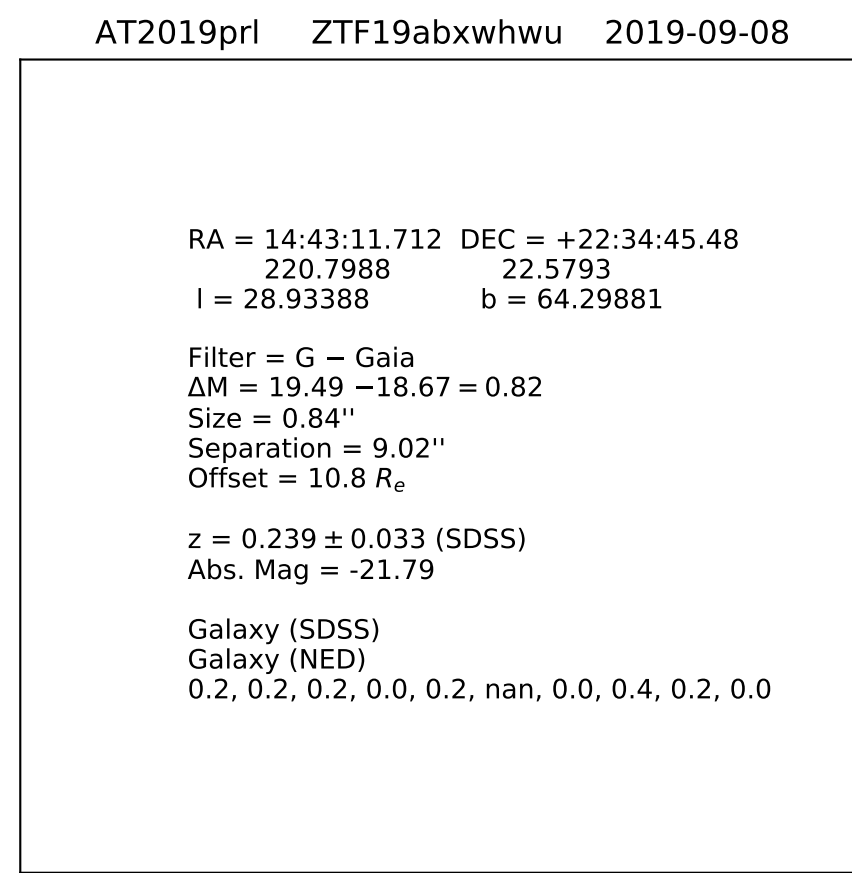 AT2019prl ZTF19abxwhwu 2019-09-08
RA = 14:43:11.712 DEC = +22:34:45.48
220.7988 22.5793
l = 28.93388 b = 64.29881
Filter = G − Gaia
ΔM = 19.49 −18.67 = 0.82
Size = 0.84''
Separation = 9.02''
Offset = 10.8 Re
z = 0.239 ± 0.033 (SDSS)
Abs. Mag = -21.79
Galaxy (SDSS)
Galaxy (NED)
0.2, 0.2, 0.2, 0.0, 0.2, nan, 0.0, 0.4, 0.2, 0.0